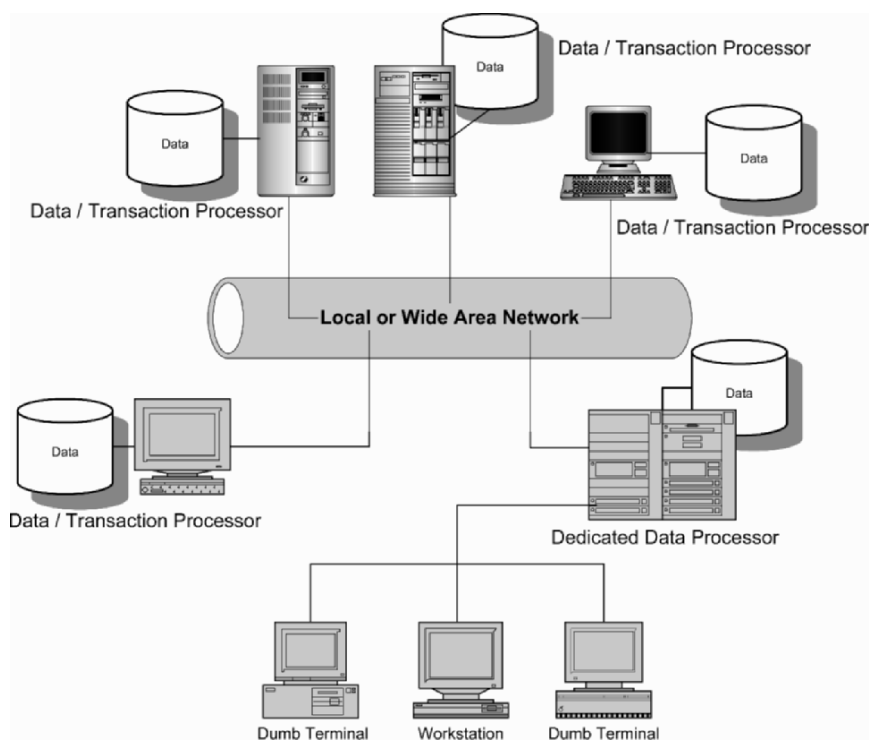 Data / Transaction Processor
Data
Data
Data
Data / Transaction Processor
Data / Transaction Processor
Local or Wide Area Network
Data
Data
Data / Transaction Processor
Dedicated Data Processor
Dumb Terminal
Workstation
Dumb Terminal